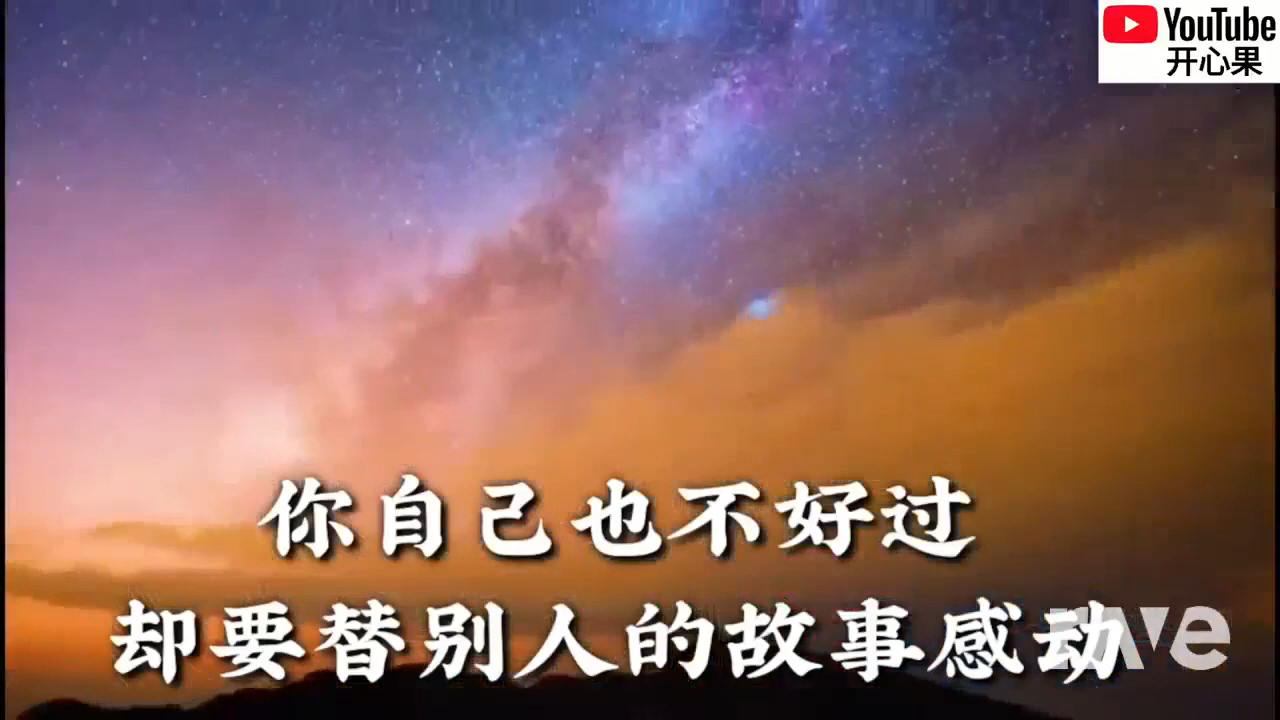 YouTube
开心果
你自己也不好过
却要替别人的故事感动
rave